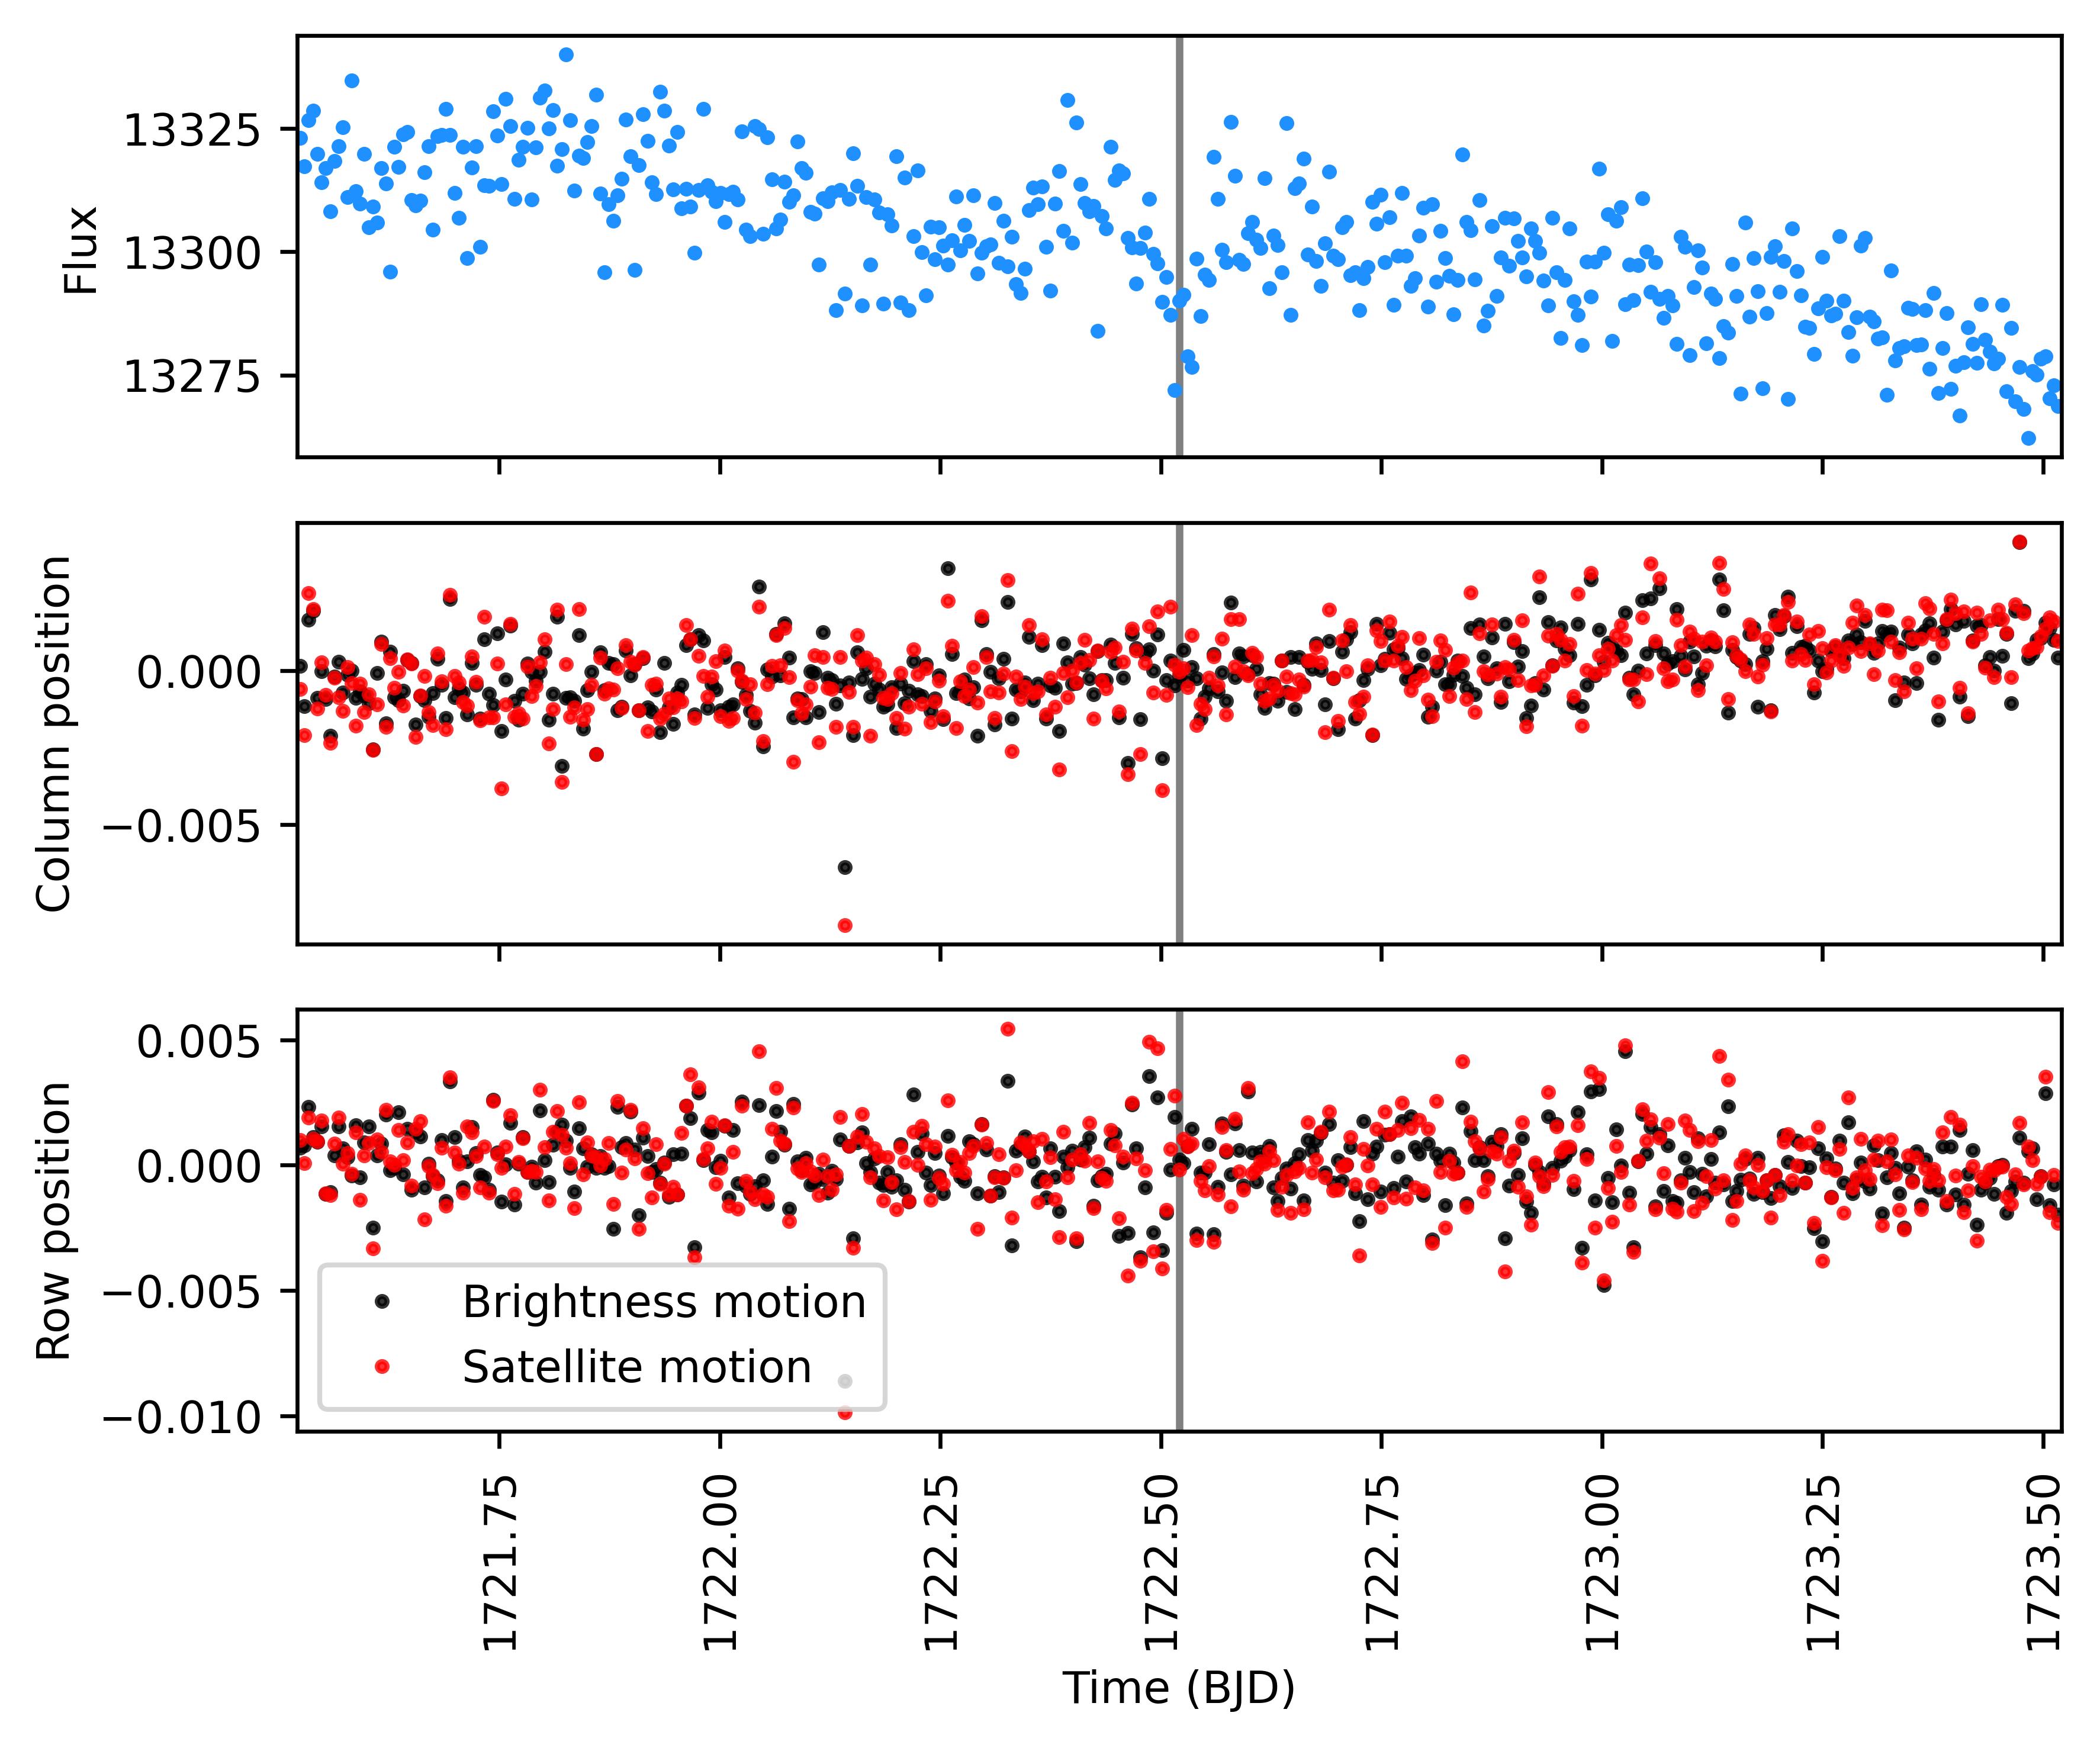 Flux
13325
13300
13275
Column position
0.000
−0.005
Row position
0.005
0.000
−0.005
−0.010
Brightness motion
Satellite motion
1721.75
1722.00
1722.25
1722.50
1722.75
1723.00
1723.25
1723.50
Time (BJD)